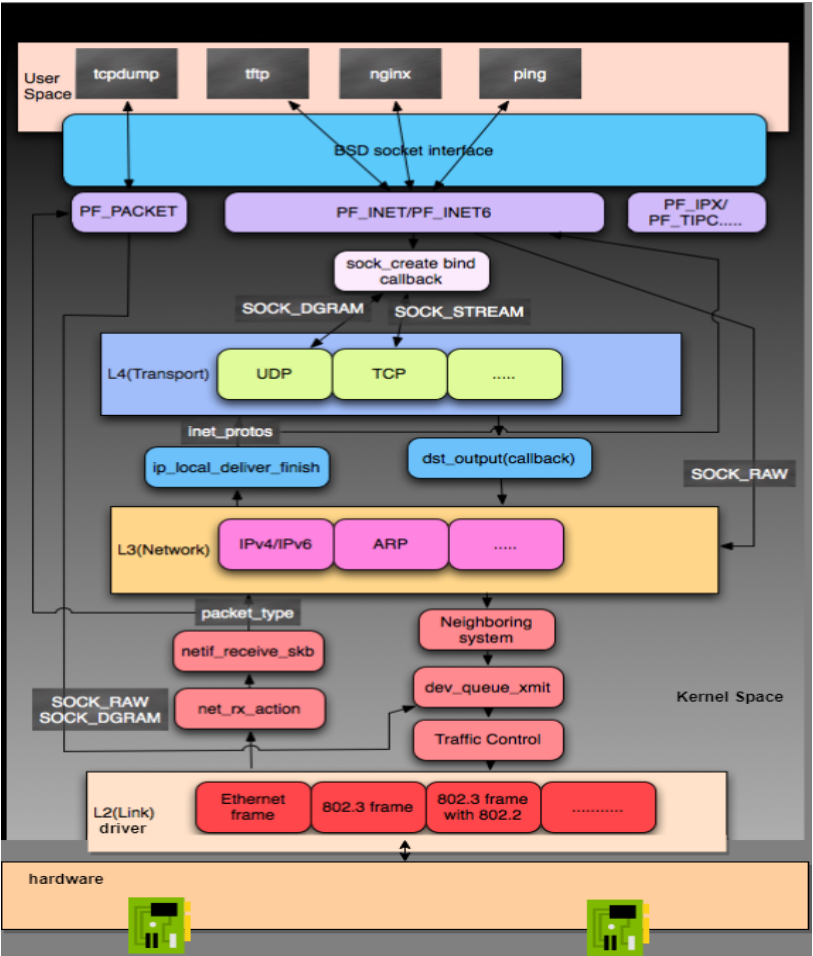 User
Space
tcpdump
tftp
nginx
ping
BSD socket interface
PF_PACKET
PF_INET/PF_INET6
PF_IPX/
PF_TIPC.....
sock_create bind
callback
SOCK_DGRAM
SOCK_STREAM
L4(Transport)
UDP
TCP
.....
inet_protos
ip_local_deliver_finish
dst_output(callback)
SOCK_RAW
L3(Network)
IPv4/IPv6
ARP
.....
packet_type
Neighboring
system
netif_receive_skb
dev_queue_xmit
Kernel Space
SOCK_RAW
SOCK_DGRAM
net_rx_action
Traffic Control
L2(Link)
driver
Ethernet
frame
802.3 frame
802.3 frame
with 802.2
...........
hardware